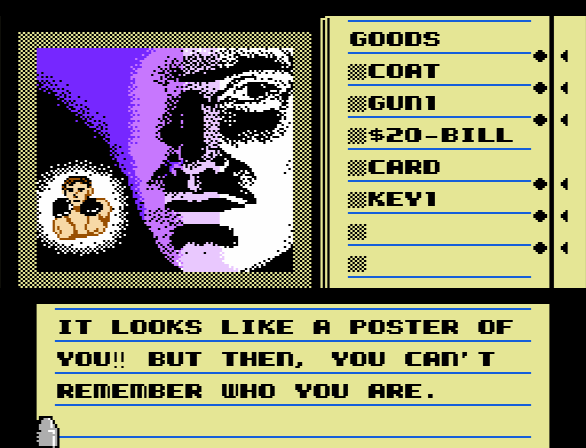 GOODS
COAT
GUN1
$20-BILL
CARD
KEY1
IT LOOKS LIKE A POSTER OF
YOU!! BUT THEN, YOU CAN'T
REMEMBER WHO YOU ARE.